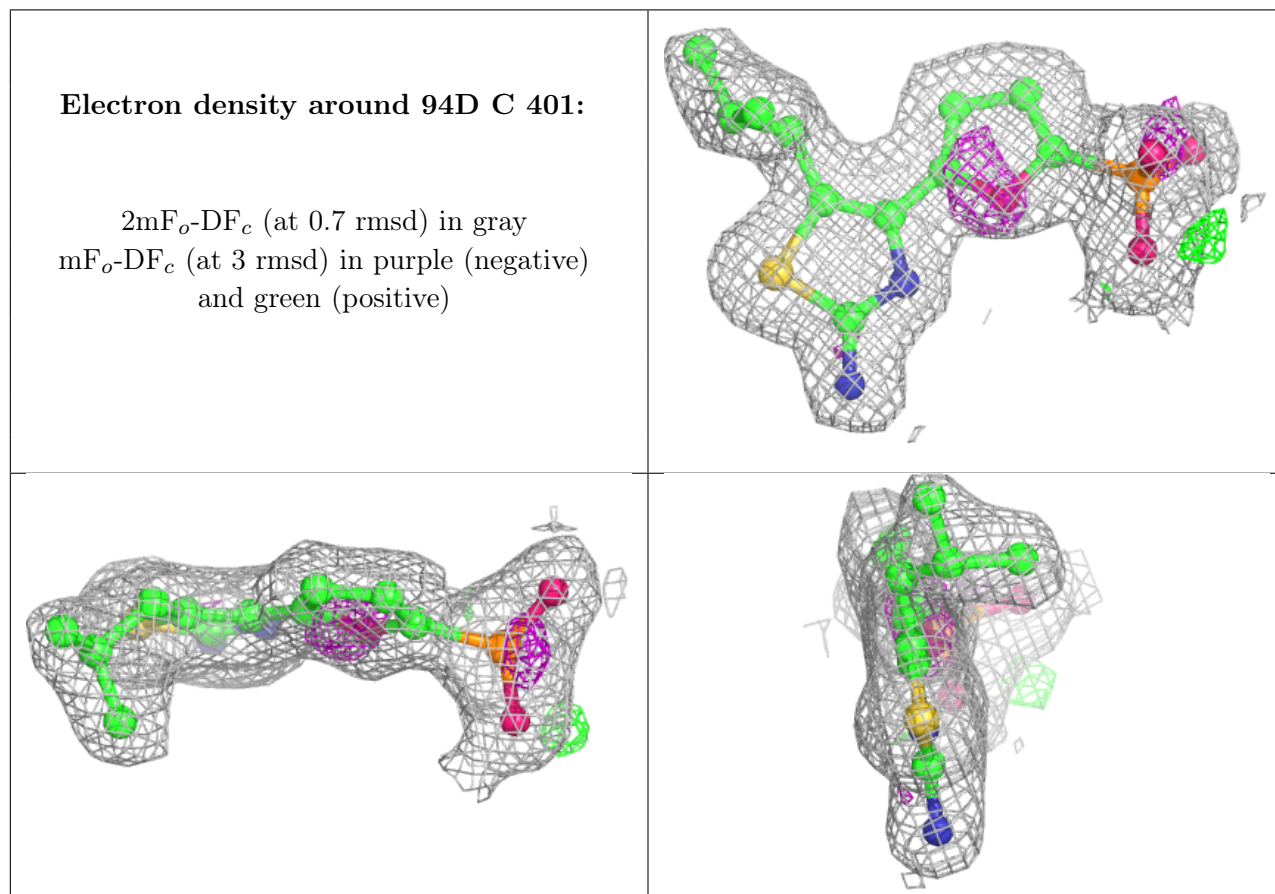 Electron density around 94D C 401:
2mFo-DFc (at 0.7 rmsd) in gray
mFo-DFc (at 3 rmsd) in purple (negative)
and green (positive)